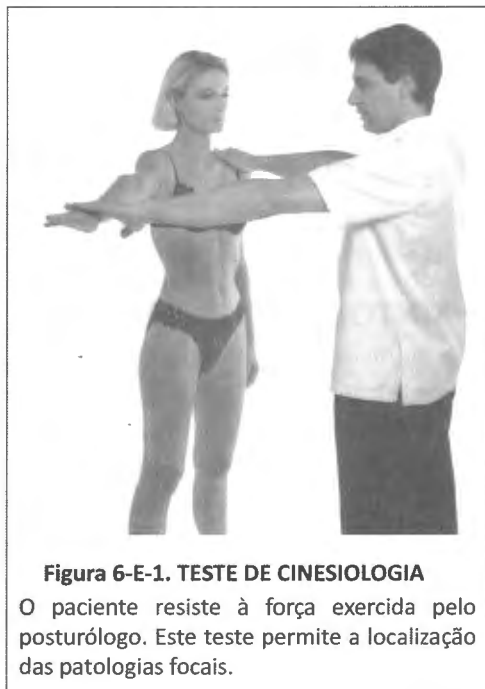 Figura 6-E-1. TESTE DE CINESIOLOGIA
O paciente resiste à força exercida pelo
posturólogo. Este teste permite a localização
das patologias focais.